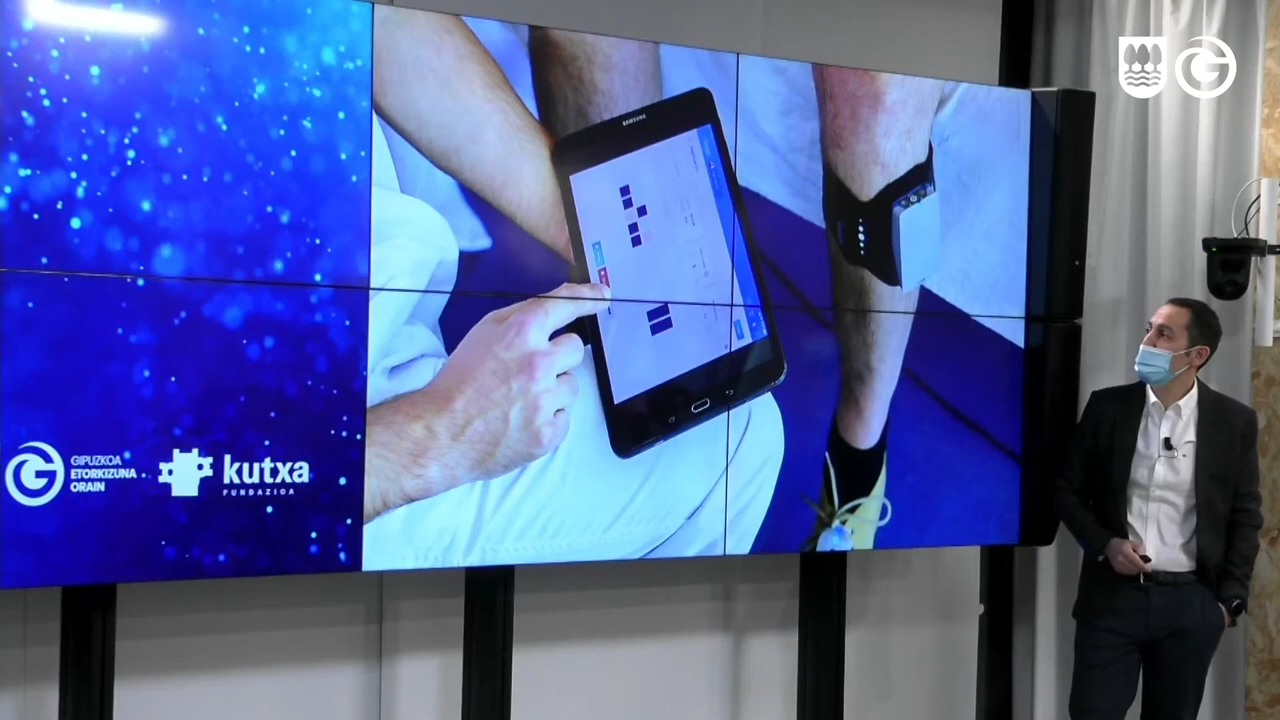 SAMSUNG
GIPUZKOA
ETORKIZUNA
ORAIN
kutxa
FUNDAZIOA